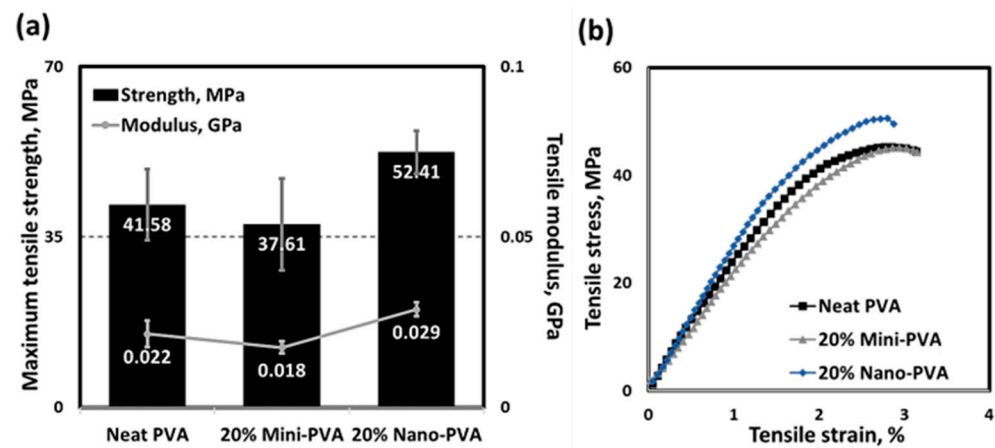 (a)
Maximum tensile strength, MPa
70
35
0
Strength, MPa
Modulus, GPa
41.58
37.61
52.41
0.022
0.018
0.029
Neat PVA 20% Mini-PVA 20% Nano-PVA
0.1
0.05
0
Tensile modulus, GPa
(b)
Tensile stress, MPa
60
40
20
0
Neat PVA
20% Mini-PVA
20% Nano-PVA
0 1 2 3 4
Tensile strain, %